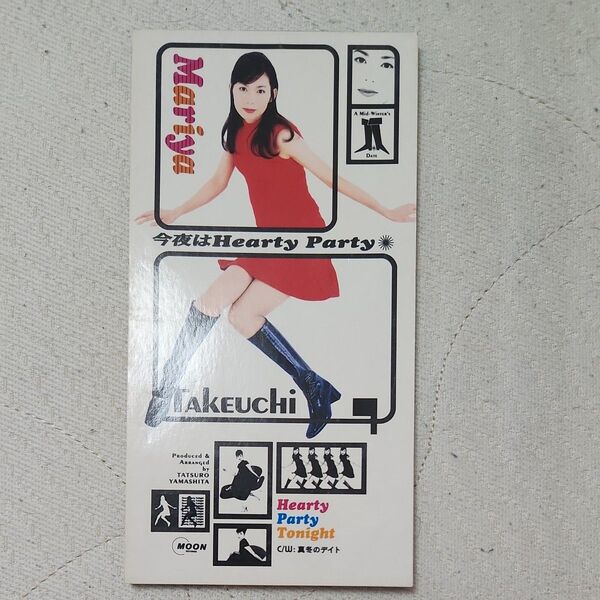 Mariya
A Mid-Winter's
Date
今夜はHearty Party
TAKEUCHi
Produced &
Arranged
by
TATSURO
YAMASHITA
Hearty
Party
Tonight
C/W: 真冬のデイト
MOON